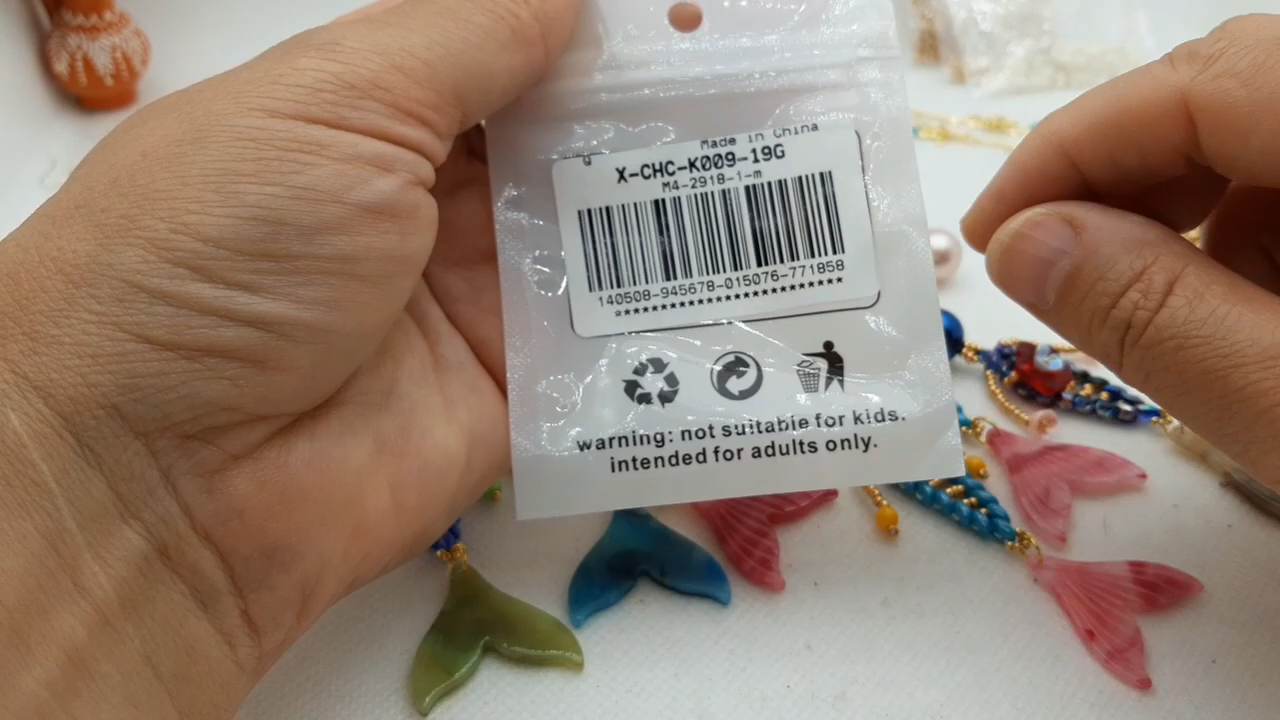 Made in China
X-CHC-K009-19G
M4-2918-1-m
140508-945678-015076-771858
**********************
warning: not suitable for kids.
intended for adults only.